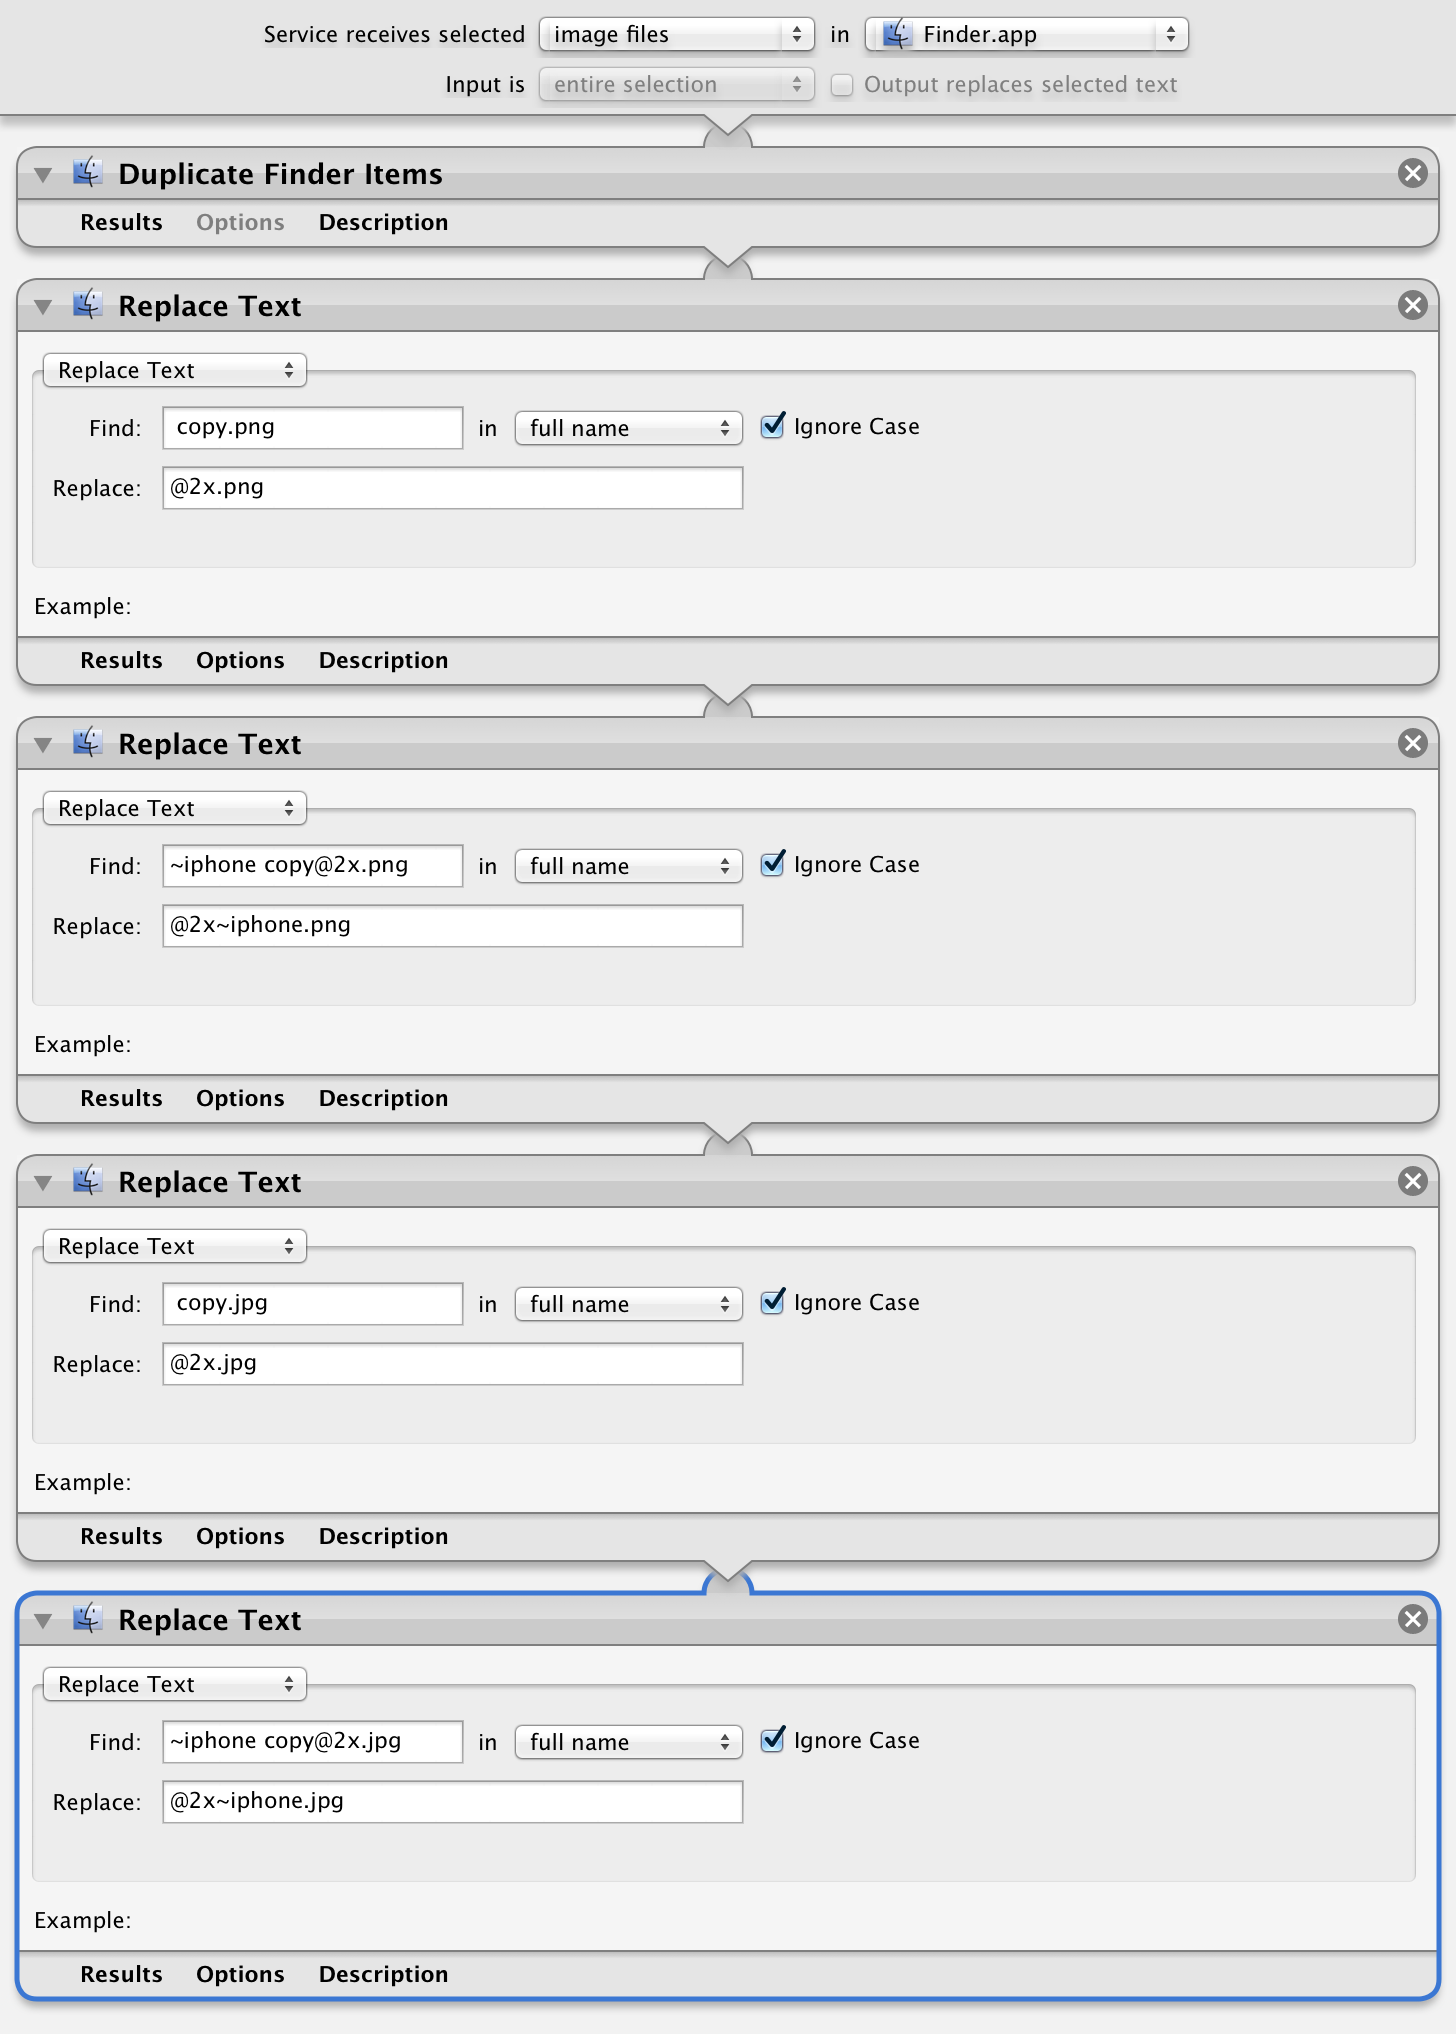 Service receives selected image files in Finder.app
Input is entire selection Output replaces selected text
Duplicate Finder Items
Results Options Description
Replace Text
Replace Text
Find: copy.png in full name Ignore Case
Replace: @2x.png
Example:
Results Options Description
Replace Text
Replace Text
Find: ~iphone copy@2x.png in full name Ignore Case
Replace: @2x~iphone.png
Example:
Results Options Description
Replace Text
Replace Text
Find: copy.jpg in full name Ignore Case
Replace: @2x.jpg
Example:
Results Options Description
Replace Text
Replace Text
Find: ~iphone copy@2x.jpg in full name Ignore Case
Replace: @2x~iphone.jpg
Example:
Results Options Description